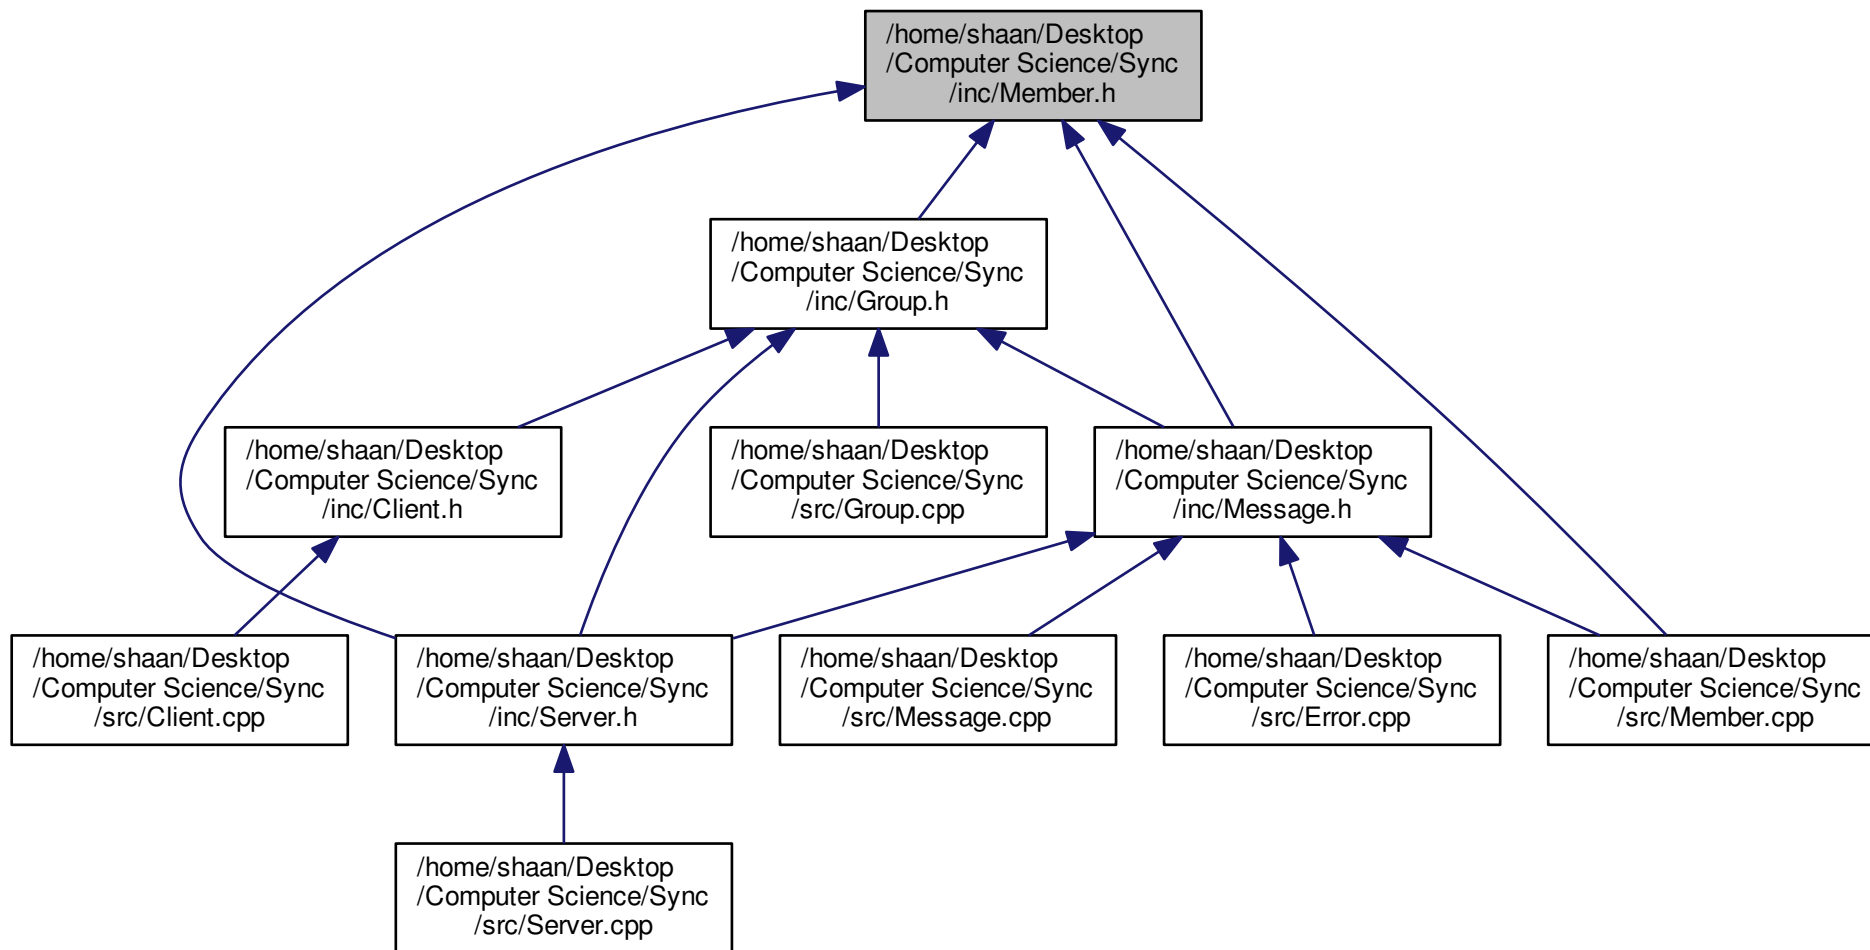 /home/shaan/Desktop
/Computer Science/Sync
/inc/Member.h
/home/shaan/Desktop
/Computer Science/Sync
/inc/Group.h
/home/shaan/Desktop
/Computer Science/Sync
/inc/Client.h
/home/shaan/Desktop
/Computer Science/Sync
/src/Group.cpp
/home/shaan/Desktop
/Computer Science/Sync
/inc/Message.h
/home/shaan/Desktop
/Computer Science/Sync
/src/Client.cpp
/home/shaan/Desktop
/Computer Science/Sync
/inc/Server.h
/home/shaan/Desktop
/Computer Science/Sync
/src/Message.cpp
/home/shaan/Desktop
/Computer Science/Sync
/src/Error.cpp
/home/shaan/Desktop
/Computer Science/Sync
/src/Member.cpp
/home/shaan/Desktop
/Computer Science/Sync
/src/Server.cpp